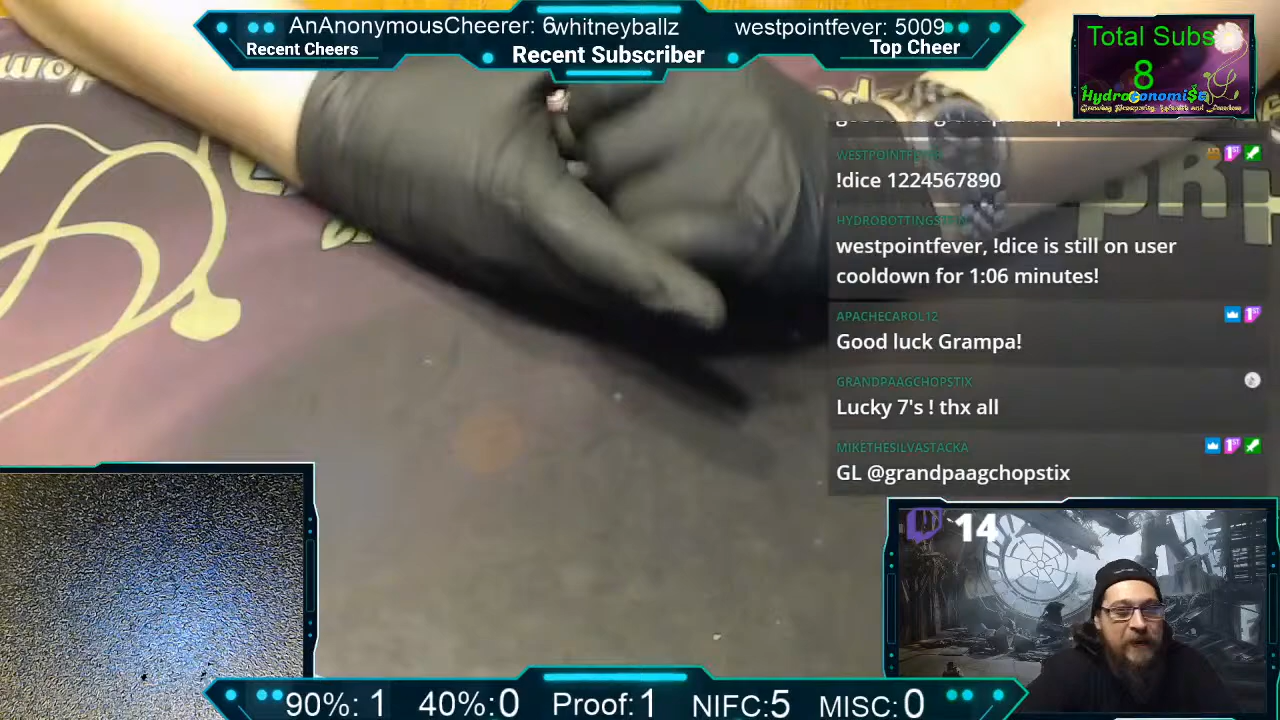 AnAnonymousCheerer: 6
Recent Cheers
whitneyballz
Recent Subscriber
westpointfever: 5009
Top Cheer
Total Subs
8
Hydroconomi$e
WESTPOINTFEVER
!dice 1224567890
westpointfever, !dice is still on user
cooldown for 1:06 minutes!
APACHECAROL12
Good luck Grampa!
GRANDPAAGCHOPSTIX
Lucky 7's ! thx all
MIKETHESILVASTACKA
GL @grandpaagchopstix
14
90%: 1
40%:0
Proof:1
NIFC:5
MISC:0